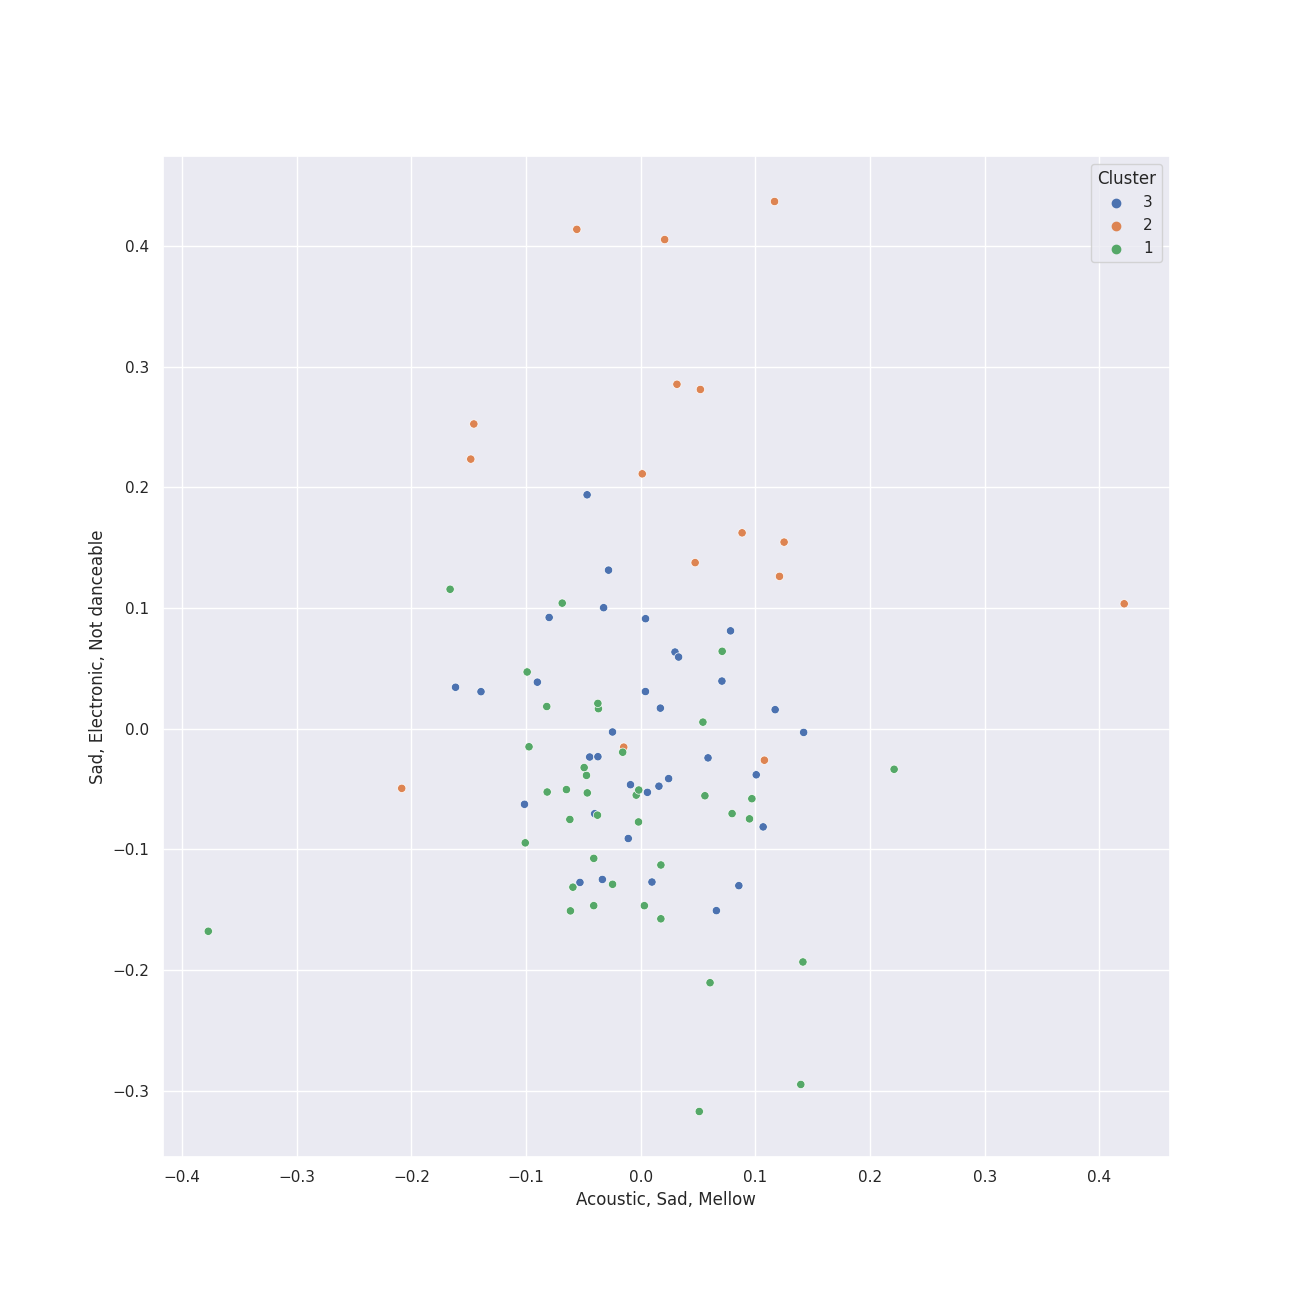 Cluster
3
2
1
0.4
0.3
0.2
0.1
0.0
−0.1
−0.2
−0.3
Sad, Electronic, Not danceable
−0.4 −0.3 −0.2 −0.1 0.0 0.1 0.2 0.3 0.4
Acoustic, Sad, Mellow